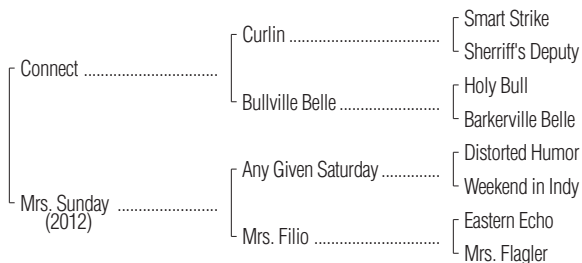 Smart Strike
Curlin ........................................
Sherriff's Deputy
Connect ...................................
Holy Bull
Bullville Belle ...........................
Barkerville Belle
Distorted Humor
Any Given Saturday ..............
Weekend in Indy
Mrs. Sunday ..........................
(2012)
Eastern Echo
Mrs. Filio .................................
Mrs. Flagler